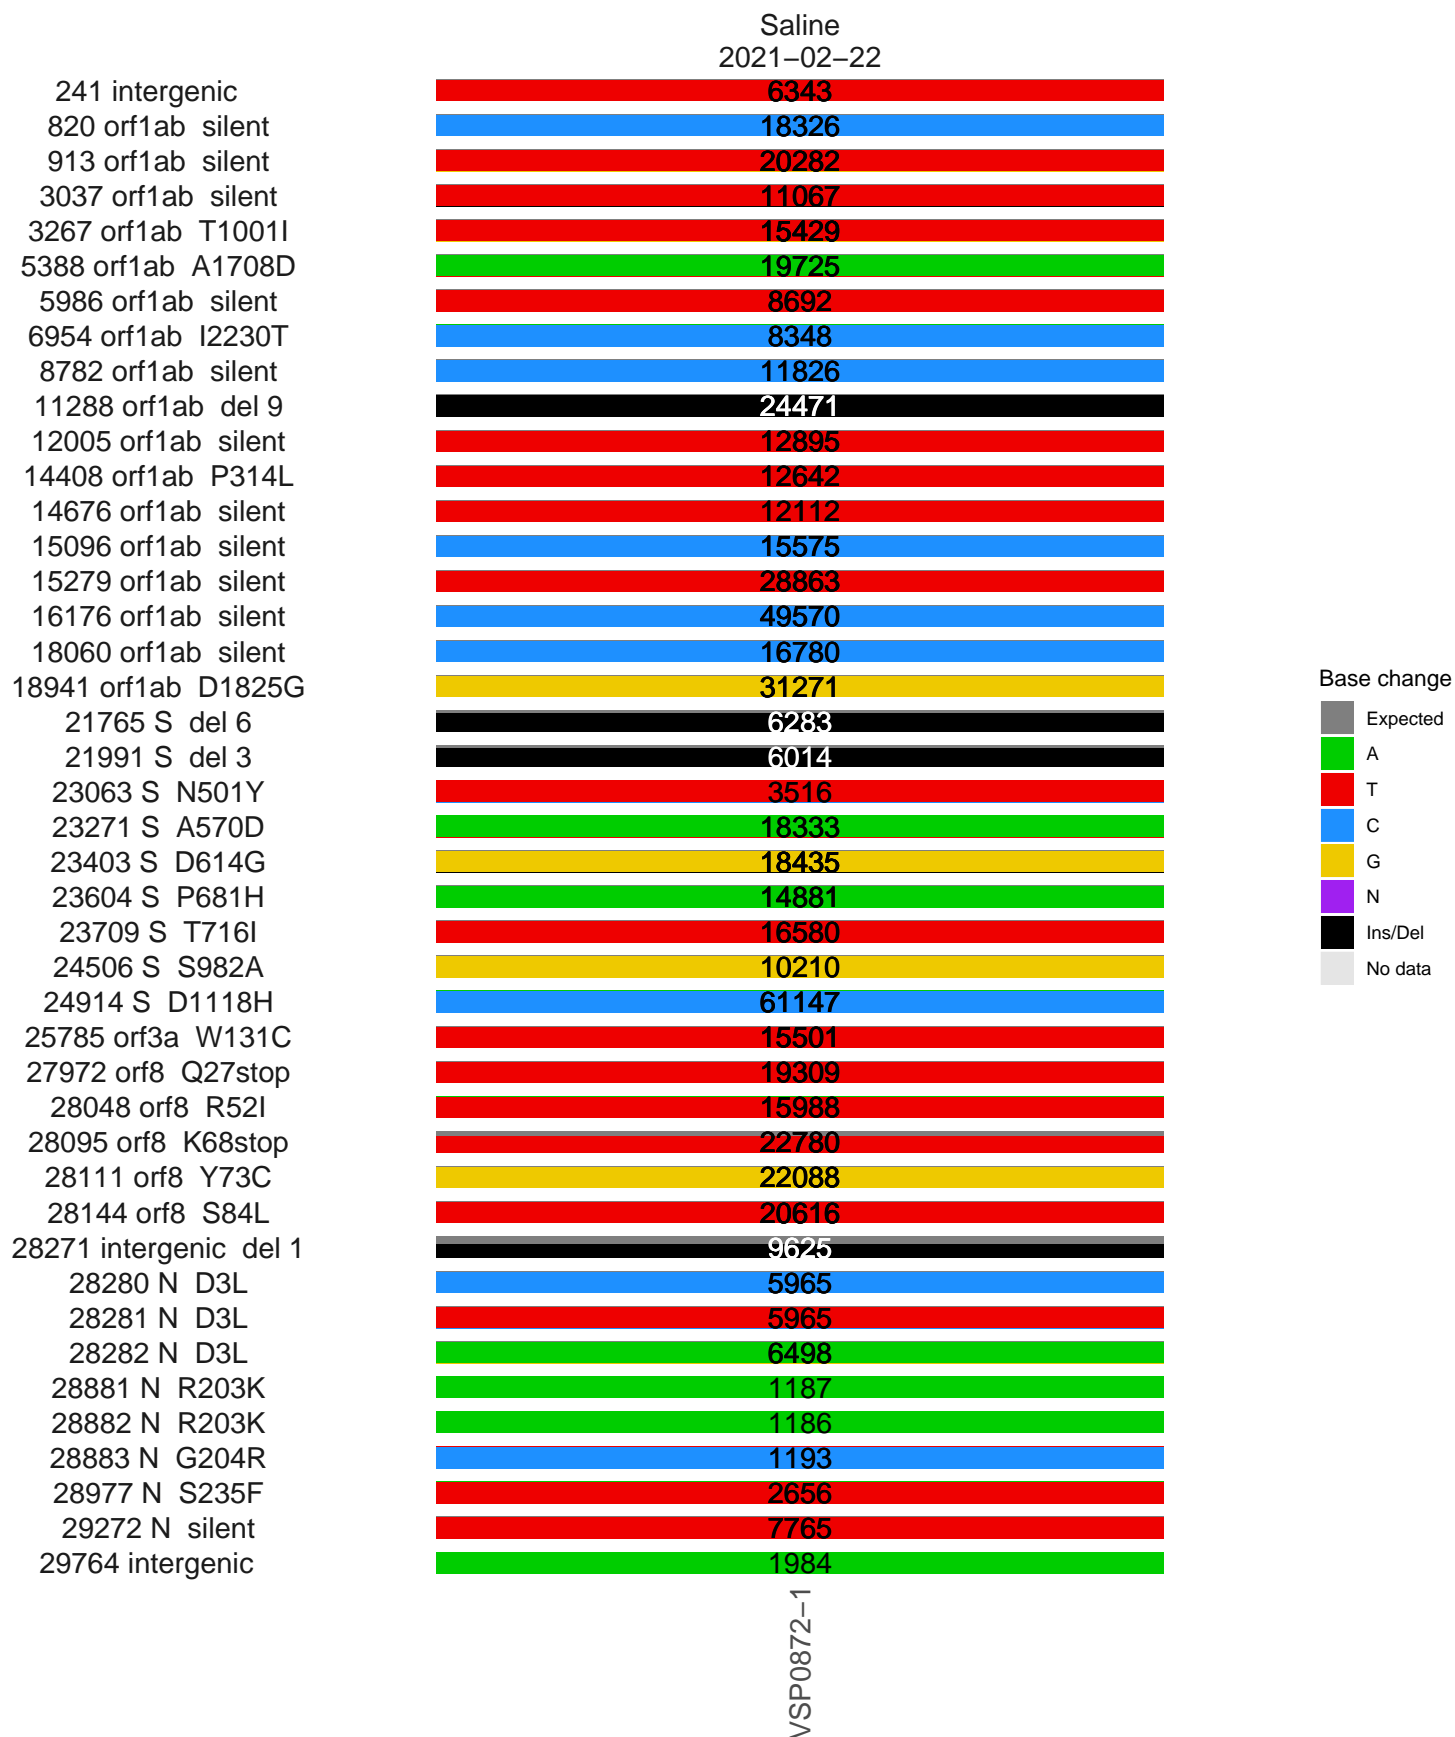 Saline
2021−02−22
241 intergenic 6343
820 orf1ab silent 18326
913 orf1ab silent 20282
3037 orf1ab silent 11067
3267 orf1ab T1001I 15429
5388 orf1ab A1708D 19725
5986 orf1ab silent 8692
6954 orf1ab I2230T 8348
8782 orf1ab silent 11826
11288 orf1ab del 9 24471
12005 orf1ab silent 12895
14408 orf1ab P314L 12642
14676 orf1ab silent 12112
15096 orf1ab silent 15575
15279 orf1ab silent 28863
16176 orf1ab silent 49570
18060 orf1ab silent 16780
18941 orf1ab D1825G 31271
21765 S del 6 6283
21991 S del 3 6014
23063 S N501Y 3516
23271 S A570D 18333
23403 S D614G 18435
23604 S P681H 14881
23709 S T716I 16580
24506 S S982A 10210
24914 S D1118H 61147
25785 orf3a W131C 15501
27972 orf8 Q27stop 19309
28048 orf8 R52I 15988
28095 orf8 K68stop 22780
28111 orf8 Y73C 22088
28144 orf8 S84L 20616
28271 intergenic del 1 9625
28280 N D3L 5965
28281 N D3L 5965
28282 N D3L 6498
28881 N R203K 1187
28882 N R203K 1186
28883 N G204R 1193
28977 N S235F 2656
29272 N silent 7765
29764 intergenic 1984
VSP0872−1
Base change
Expected
A
T
C
G
N
Ins/Del
No data